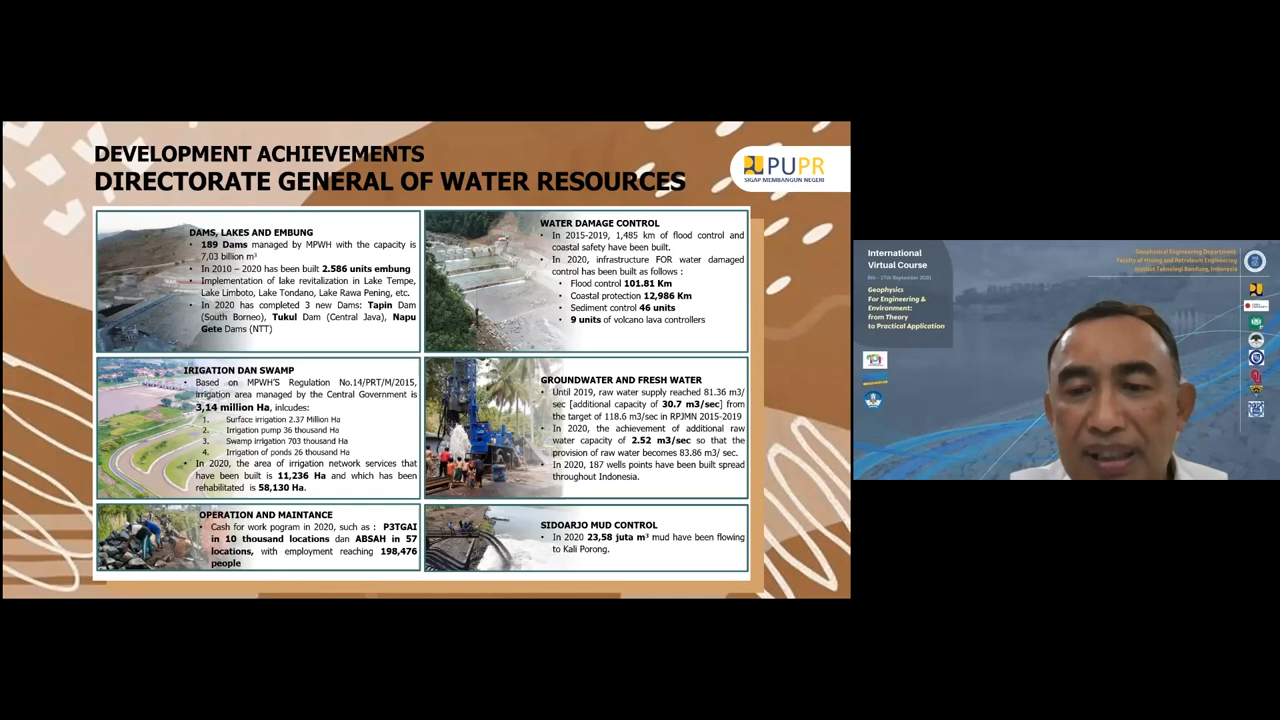 DEVELOPMENT ACHIEVEMENTS
DIRECTORATE GENERAL OF WATER RESOURCES
PUPR
SIGAP MEMBANGUN NEGERI
DAMS, LAKES AND EMBUNG
• 189 Dams managed by MPWH with the capacity is
7,03 billion m³
• In 2010 – 2020 has been built 2.586 units embung
• Implementation of lake revitalization in Lake Tempe,
Lake Limboto, Lake Tondano, Lake Rawa Pening, etc.
• In 2020 has completed 3 new Dams: Tapin Dam
(South Borneo), Tukul Dam (Central Java), Napu
Gete Dams (NTT)
WATER DAMAGE CONTROL
• In 2015-2019, 1,485 km of flood control and
coastal safety have been built.
• In 2020, infrastructure FOR water damaged
control has been built as follows :
• Flood control 101.81 Km
• Coastal protection 12,986 Km
• Sediment control 46 units
• 9 units of volcano lava controllers
IRIGATION DAN SWAMP
• Based on MPWH'S Regulation No.14/PRT/M/2015,
irrigation area managed by the Central Government is
3,14 million Ha, inlcudes:
1. Surface irrigation 2.37 Million Ha
2. Irrigation pump 36 thousand Ha
3. Swamp irrigation 703 thousand Ha
4. Irrigation of ponds 26 thousand Ha
• In 2020, the area of irrigation network services that
have been built is 11,236 Ha and which has been
rehabilitated is 58,130 Ha.
GROUNDWATER AND FRESH WATER
• Until 2019, raw water supply reached 81.36 m3/
sec [additional capacity of 30.7 m3/sec] from
the target of 118.6 m3/sec in RPJMN 2015-2019
• In 2020, the achievement of additional raw
water capacity of 2.52 m3/sec so that the
provision of raw water becomes 83.86 m3/ sec.
• In 2020, 187 wells points have been built spread
throughout Indonesia.
OPERATION AND MAINTANCE
• Cash for work pogram in 2020, such as : P3TGAI
in 10 thousand locations dan ABSAH in 57
locations, with employment reaching 198,476
people
SIDOARJO MUD CONTROL
• In 2020 23,58 juta m³ mud have been flowing
to Kali Porong.
International
Virtual Course
6th - 17th September 2021
Geophysics
For Engineering &
Environment:
from Theory
to Practical Application
Geophysical Engineering Department
Faculty of Mining and Petroleum Engineering
Institut Teknologi Bandung, Indonesia